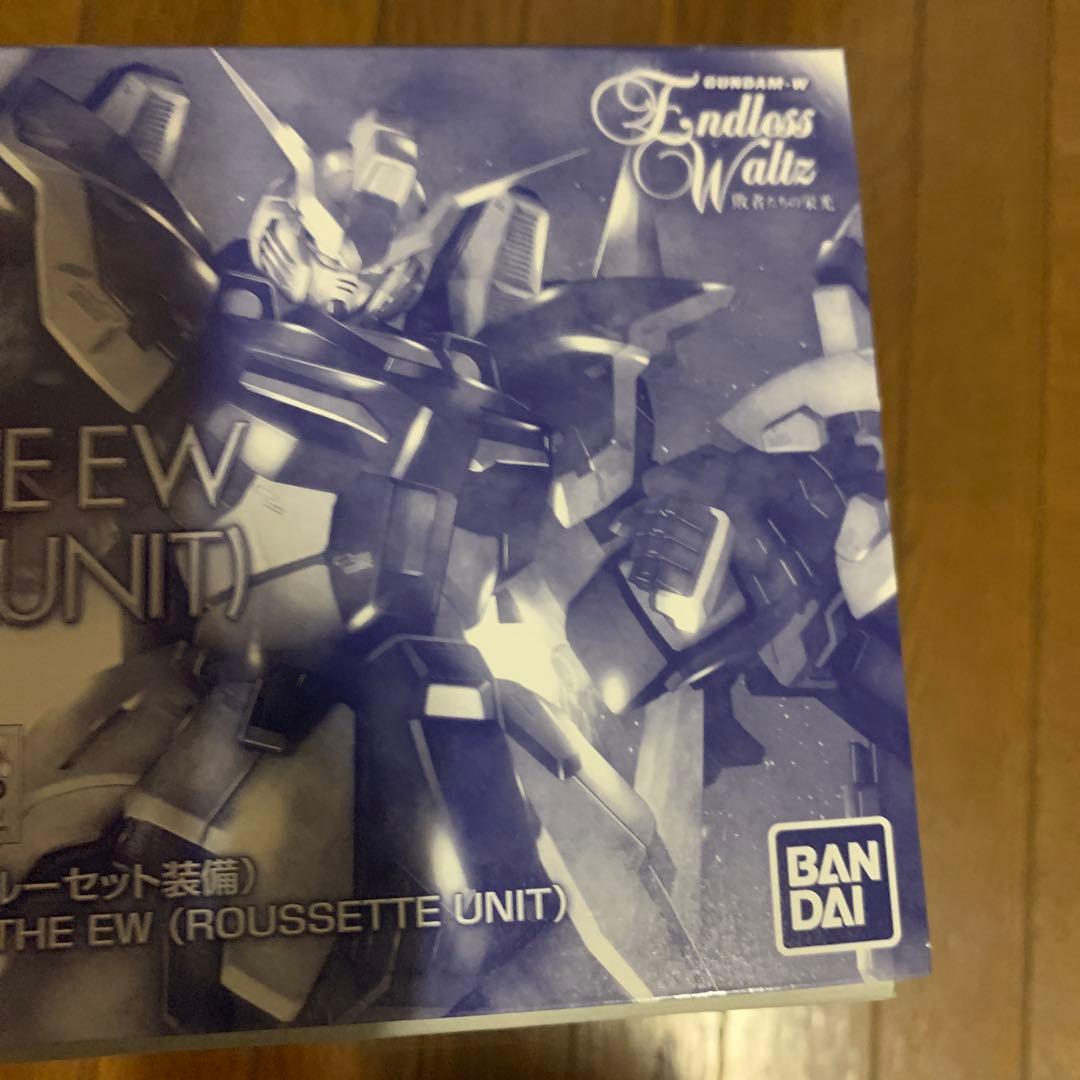 GUNDAM-W
Endless
Waltz
敗者たちの栄光
E EW
UNIT)
ルーセット装備)
THE EW (ROUSSETTE UNIT)
BAN
DAI